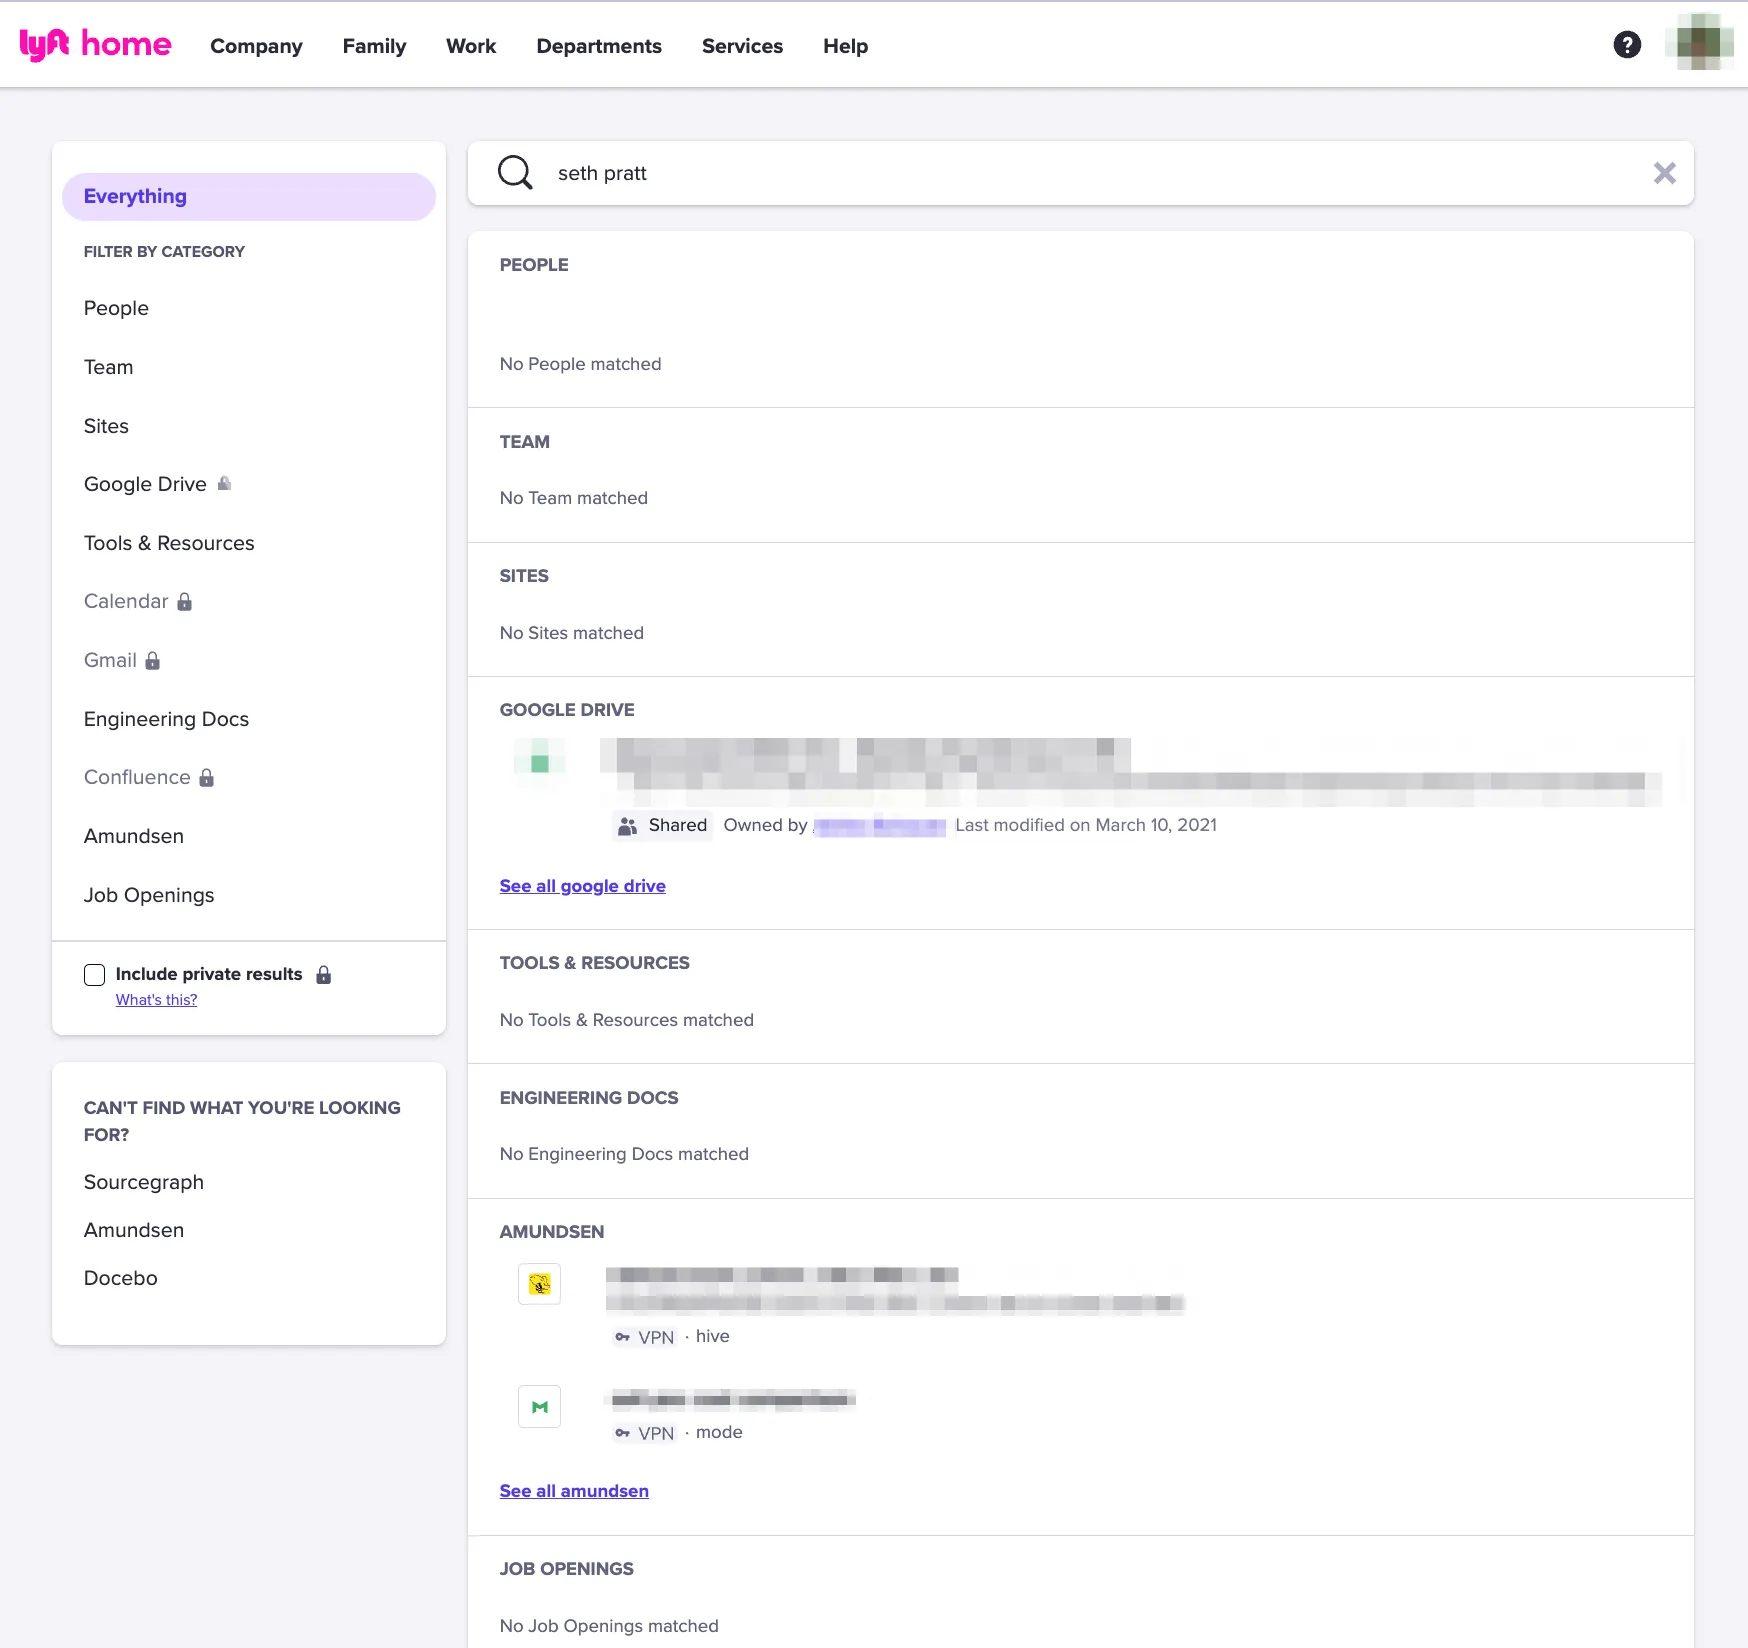 lyft home
Company
Family
Work
Departments
Services
Help
?
Everything
FILTER BY CATEGORY
People
Team
Sites
Google Drive
Tools & Resources
Calendar
Gmail
Engineering Docs
Confluence
Amundsen
Job Openings
Include private results
What's this?
CAN'T FIND WHAT YOU'RE LOOKING
FOR?
Sourcegraph
Amundsen
Docebo
seth pratt
PEOPLE
No People matched
TEAM
No Team matched
SITES
No Sites matched
GOOGLE DRIVE
Shared Owned by Last modified on March 10, 2021
See all google drive
TOOLS & RESOURCES
No Tools & Resources matched
ENGINEERING DOCS
No Engineering Docs matched
AMUNDSEN
VPN · hive
VPN · mode
See all amundsen
JOB OPENINGS
No Job Openings matched